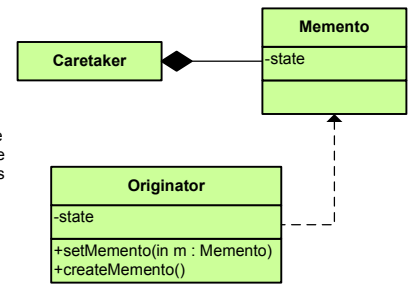 Memento
-state
Caretaker
e
e
s
Originator
-state
+setMemento(in m : Memento)
+createMemento()